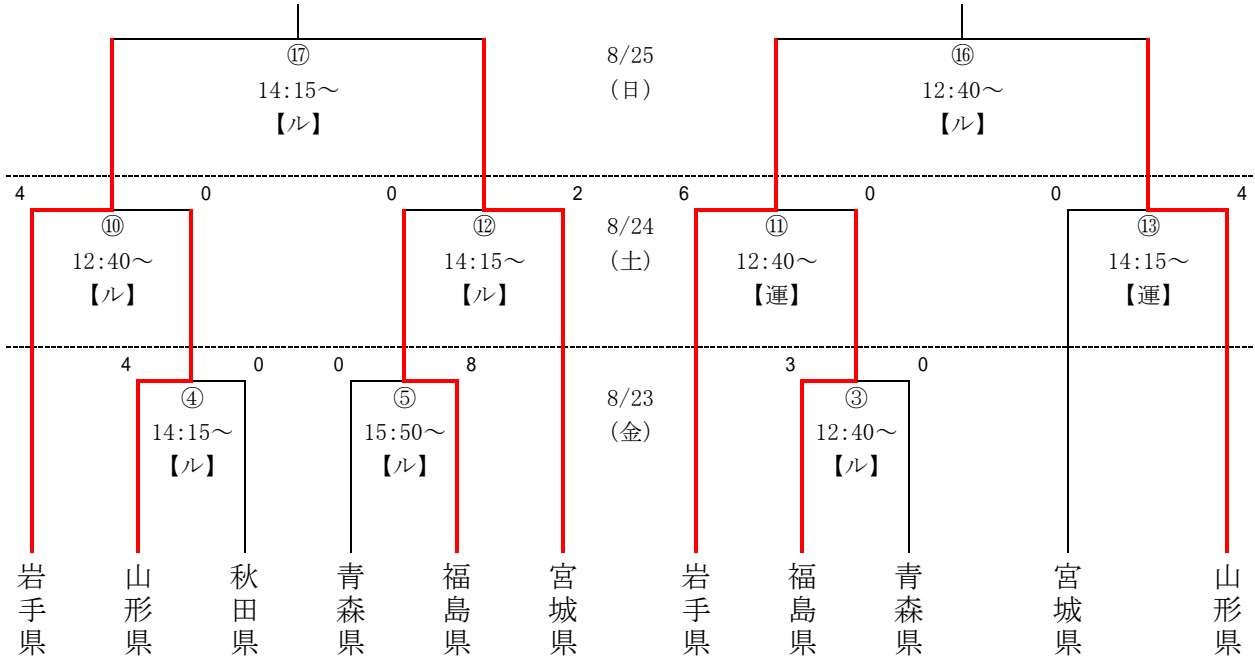 ⑰ 8/25 ⑯
14:15～ (日) 12:40～
【ル】 【ル】
4 0 0 2 6 0 0 4
⑩ ⑫ 8/24 ⑪ ⑬
12:40～ 14:15～ (土) 12:40～ 14:15～
【ル】 【ル】 【運】 【運】
4 0 0 8 3 0
④ ⑤ 8/23 ③
14:15～ 15:50～ (金) 12:40～
【ル】 【ル】 【ル】
岩手県 山形県 秋田県 青森県 福島県 宮城県 岩手県 福島県 青森県 宮城県 山形県